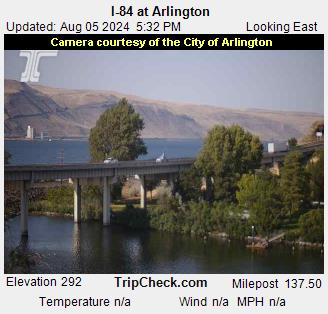 I-84 at Arlington
Updated: Aug 05 2024 5:32 PM Looking East
Camera courtesy of the City of Arlington
Elevation 292 TripCheck.com Milepost 137.50
Temperature n/a Wind n/a MPH n/a